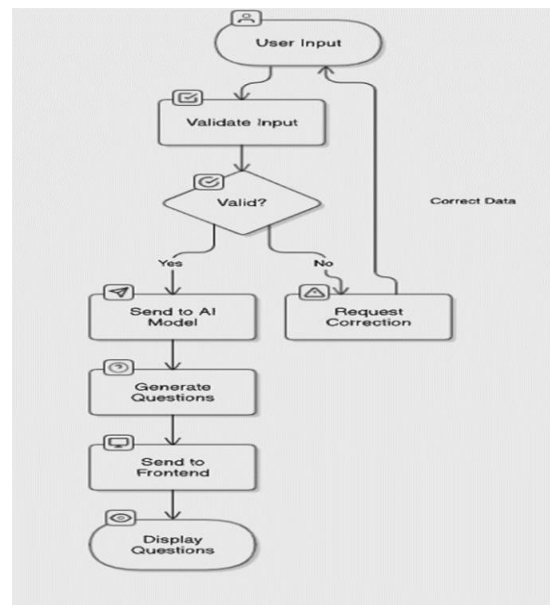 User Input
Validate Input
Valid?
Correct Data
Yes
No
Send to AI
Model
Request
Correction
Generate
Questions
Send to
Frontend
Display
Questions